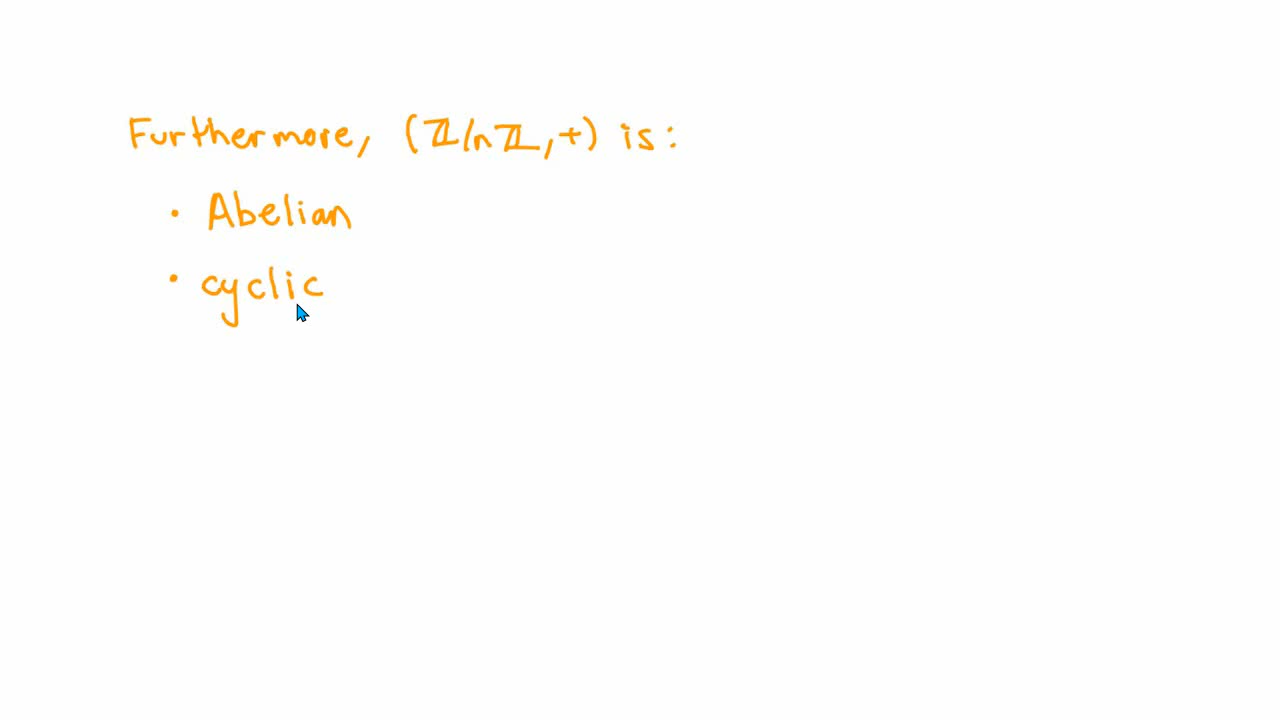 Furthermore, (ℤ/nℤ, +) is:
• Abelian
• cyclic